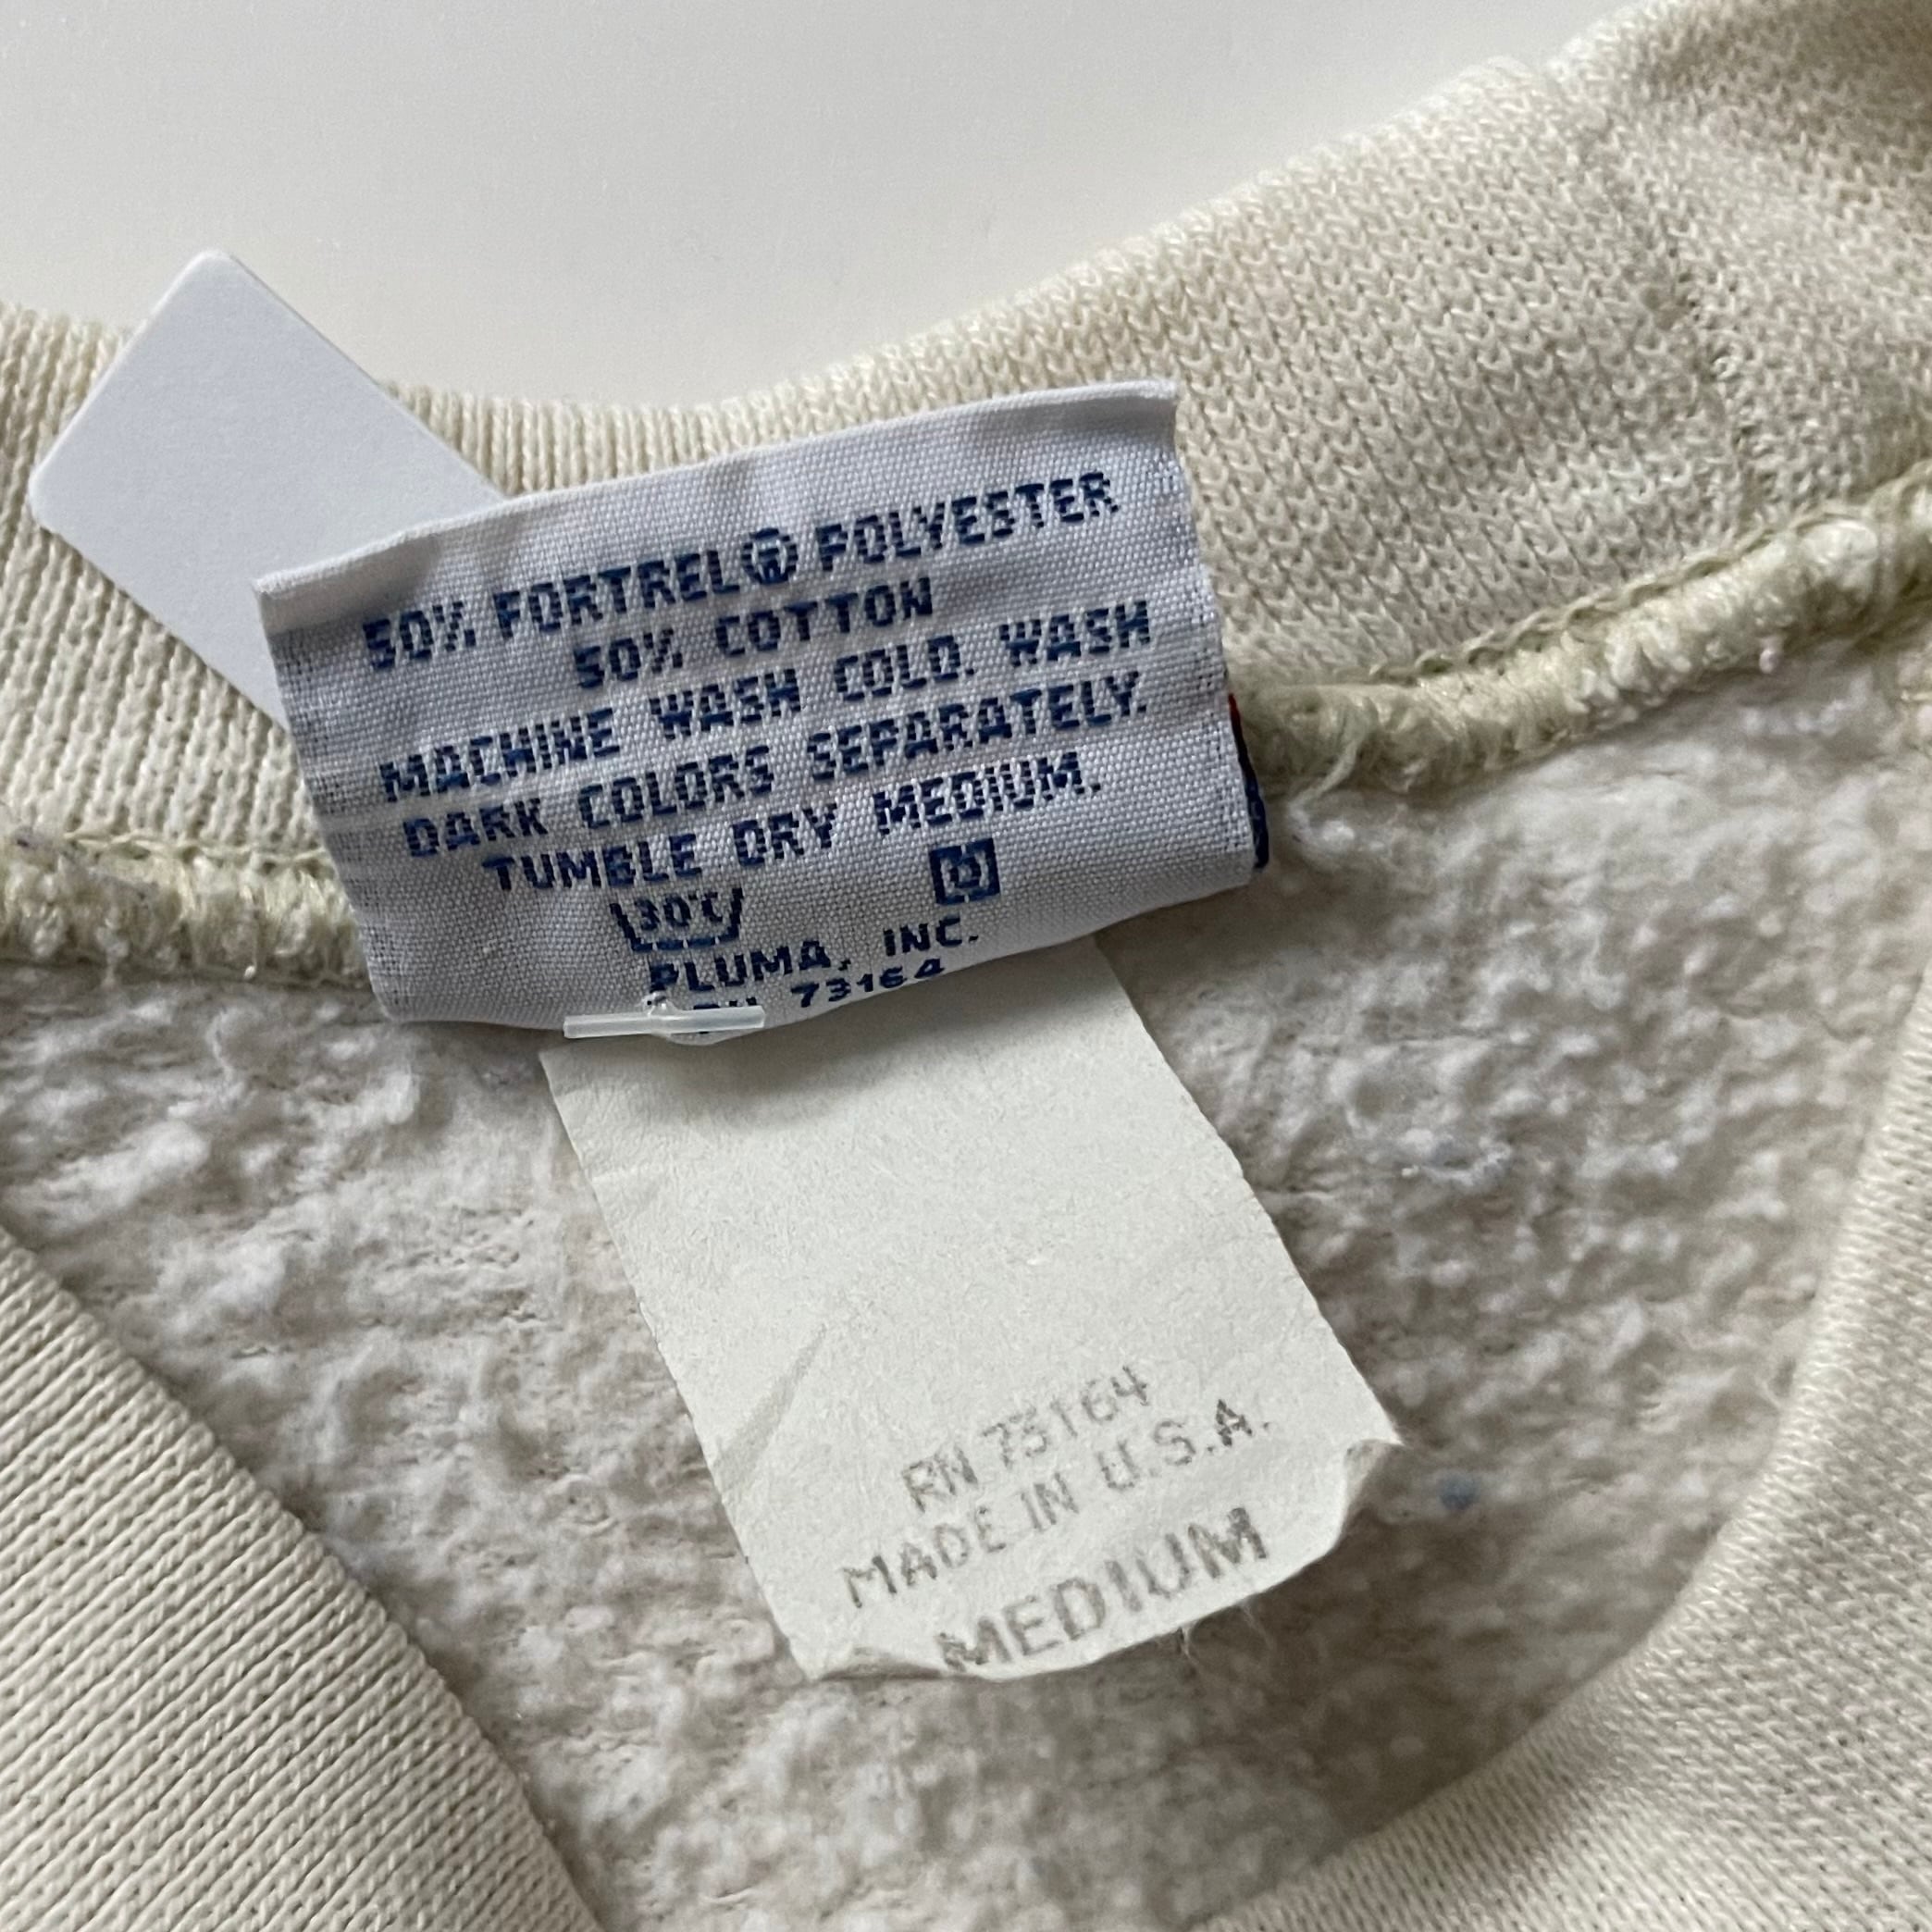 50% FORTREL® POLYESTER
50% COTTON
MACHINE WASH COLD. WASH
DARK COLORS SEPARATELY.
TUMBLE DRY MEDIUM.
30°C D
PLUMA, INC.
RN 73164
RN 73164
MADE IN U.S.A.
MEDIUM